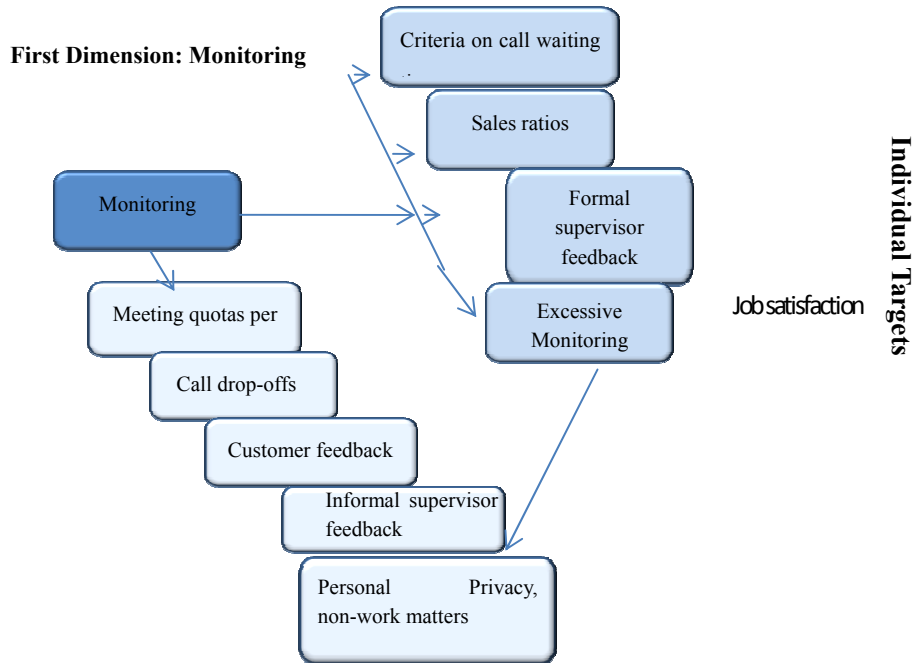 First Dimension: Monitoring
Criteria on call waiting
Sales ratios
Monitoring
Formal
supervisor
feedback
Meeting quotas per
Excessive
Monitoring
Job satisfaction
Individual Targets
Call drop-offs
Customer feedback
Informal supervisor
feedback
Personal Privacy,
non-work matters